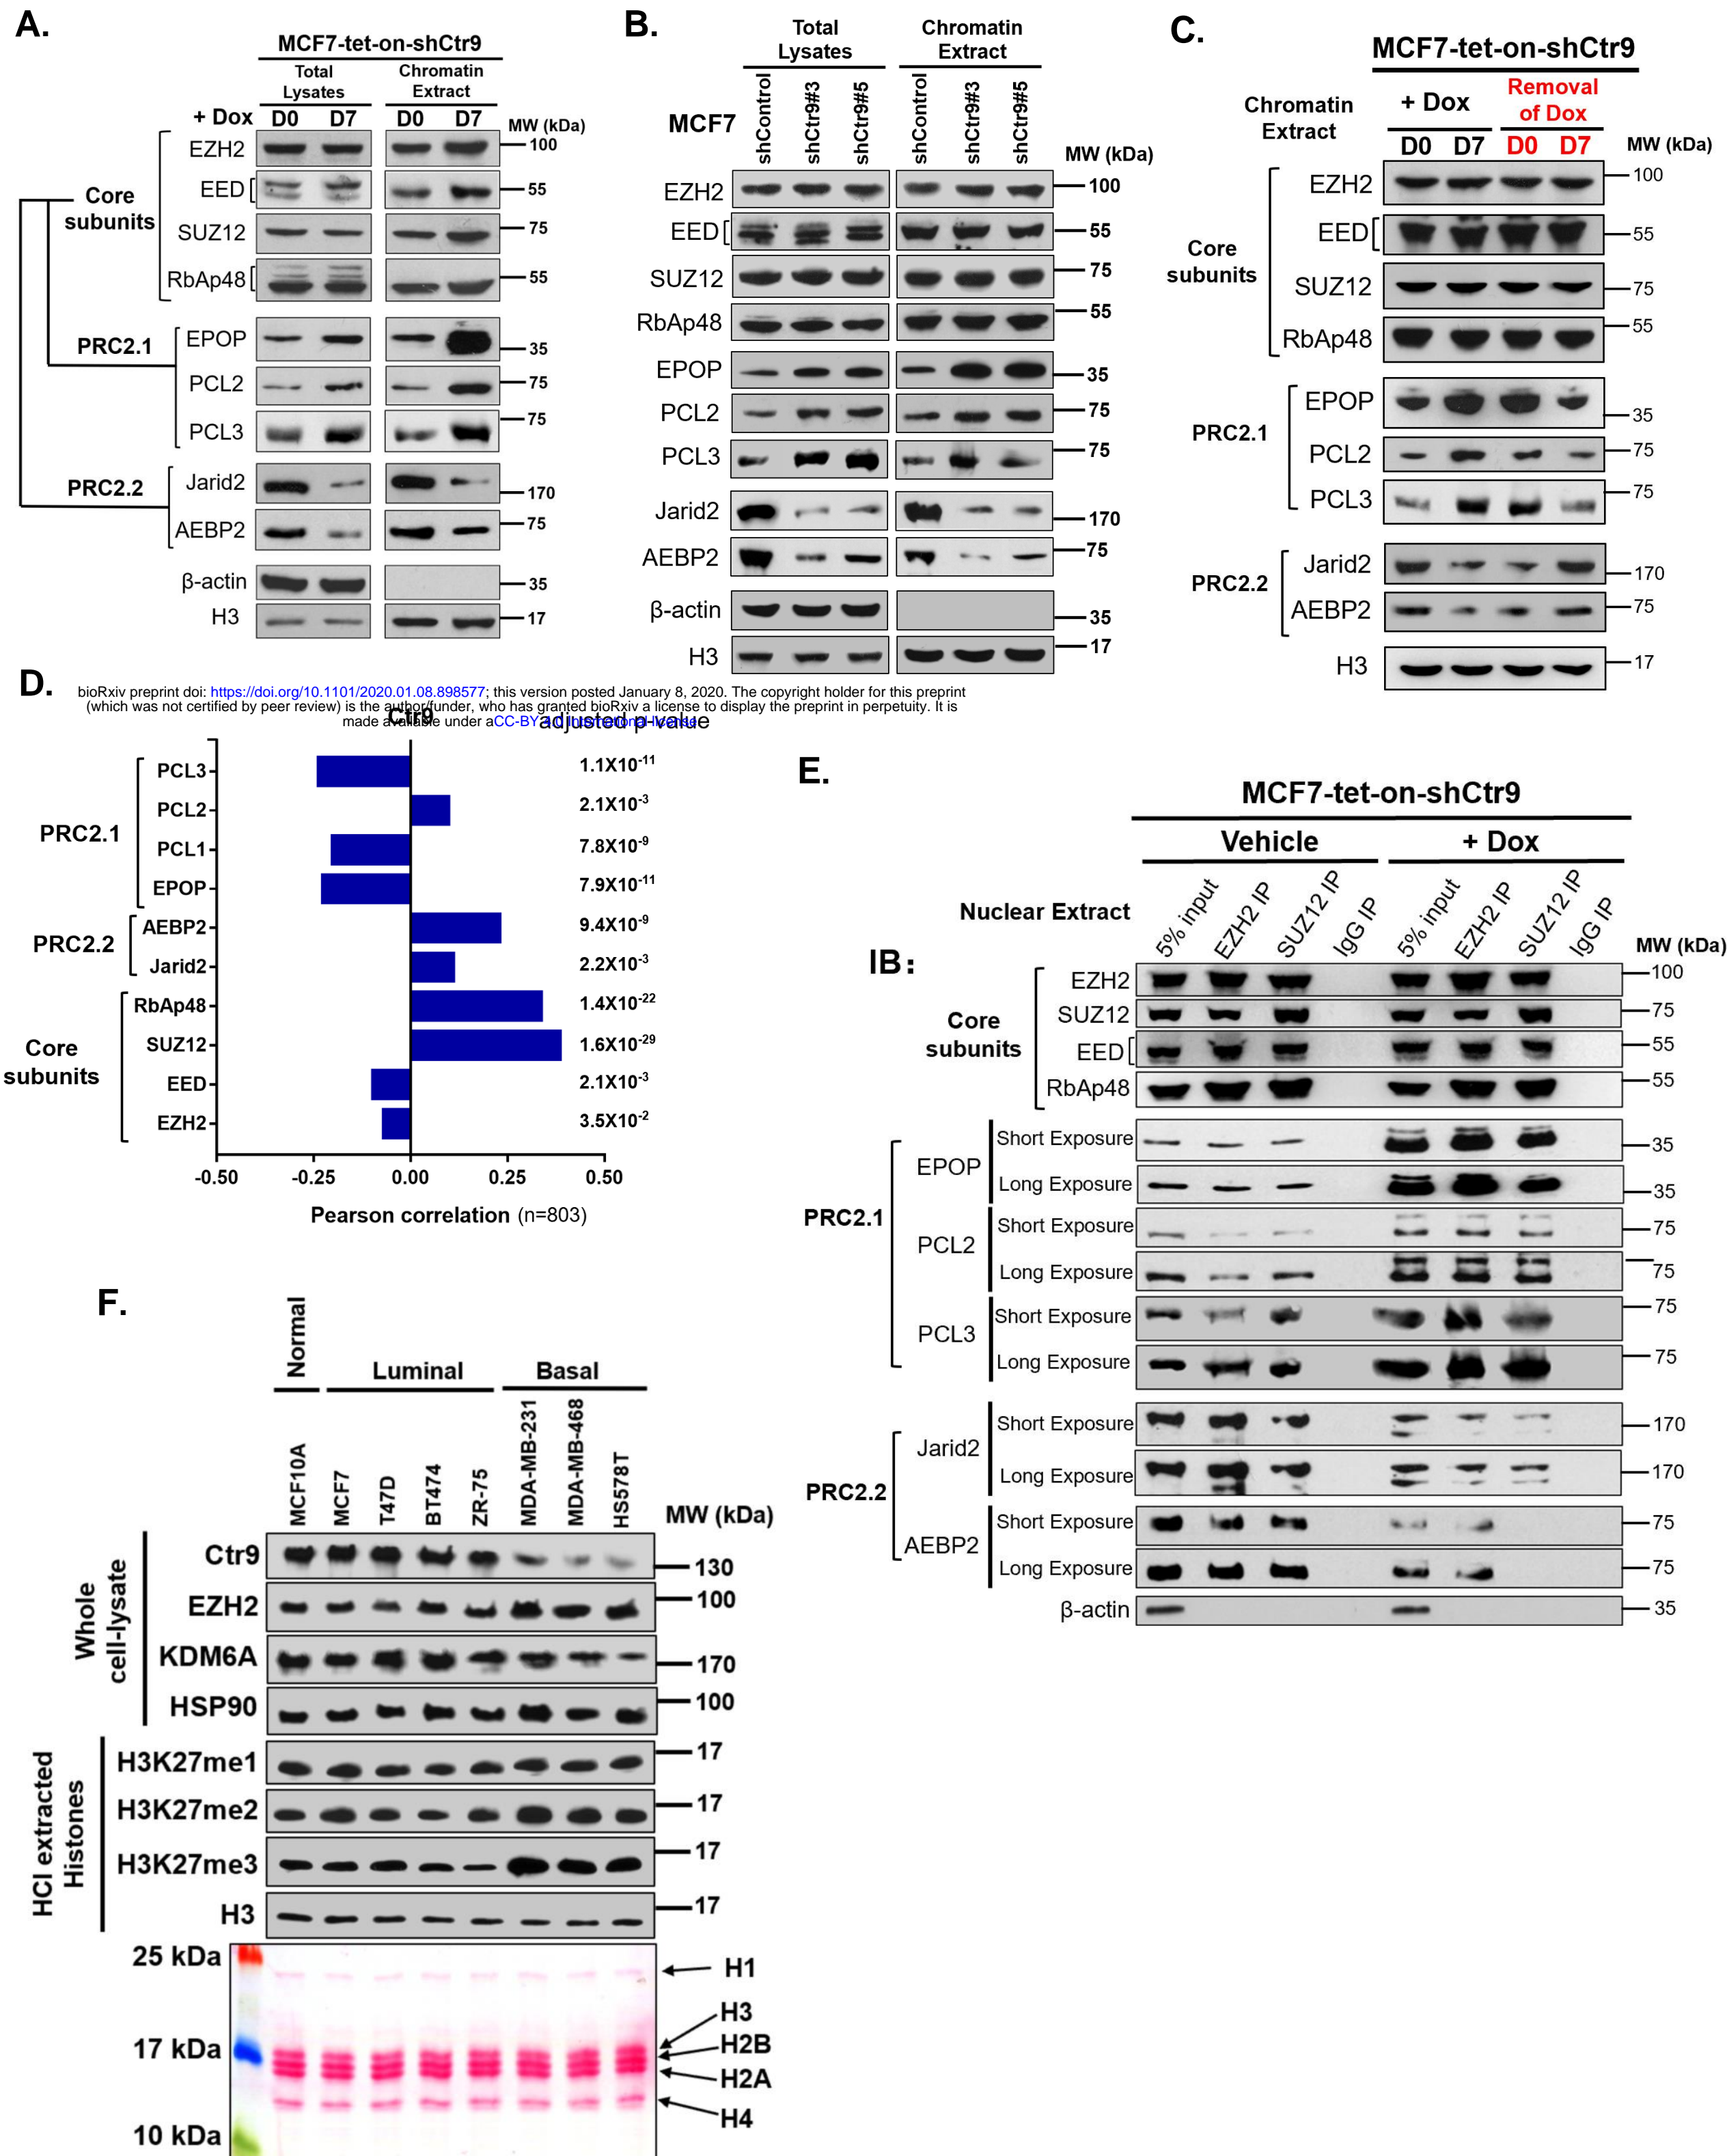 A.
MCF7-tet-on-shCtr9
Total Lysates
Chromatin Extract
+ Dox D0 D7 D0 D7 MW (kDa)
Core subunits
EZH2 100
EED 55
SUZ12 75
RbAp48 55
PRC2.1
EPOP 35
PCL2 75
PCL3 75
PRC2.2
Jarid2 170
AEBP2 75
β-actin 35
H3 17
B.
Total Lysates
Chromatin Extract
MCF7
shControl shCtr9#3 shCtr9#5 shControl shCtr9#3 shCtr9#5
MW (kDa)
EZH2 100
EED 55
SUZ12 75
RbAp48 55
EPOP 35
PCL2 75
PCL3 75
Jarid2 170
AEBP2 75
β-actin 35
H3 17
C.
MCF7-tet-on-shCtr9
Chromatin Extract
+ Dox
Removal of Dox
D0 D7 D0 D7 MW (kDa)
Core subunits
EZH2 100
EED 55
SUZ12 75
RbAp48 55
PRC2.1
EPOP 35
PCL2 75
PCL3 75
PRC2.2
Jarid2 170
AEBP2 75
H3 17
D.
bioRxiv preprint doi: https://doi.org/10.1101/2020.01.08.898577; this version posted January 8, 2020. The copyright holder for this preprint
(which was not certified by peer review) is the author/funder, who has granted bioRxiv a license to display the preprint in perpetuity. It is
made available under aCC-BY 4.0 International license.
Ctr9 adjusted p-value
PRC2.1
PCL3 1.1X10-11
PCL2 2.1X10-3
PCL1 7.8X10-9
EPOP 7.9X10-11
PRC2.2
AEBP2 9.4X10-9
Jarid2 2.2X10-3
Core subunits
RbAp48 1.4X10-22
SUZ12 1.6X10-29
EED 2.1X10-3
EZH2 3.5X10-2
-0.50 -0.25 0.00 0.25 0.50
Pearson correlation (n=803)
E.
MCF7-tet-on-shCtr9
Vehicle + Dox
Nuclear Extract
5% input EZH2 IP SUZ12 IP IgG IP 5% input EZH2 IP SUZ12 IP IgG IP
MW (kDa)
IB:
Core subunits
EZH2 100
SUZ12 75
EED 55
RbAp48 55
PRC2.1
EPOP
Short Exposure 35
Long Exposure 35
PCL2
Short Exposure 75
Long Exposure 75
PCL3
Short Exposure 75
Long Exposure 75
PRC2.2
Jarid2
Short Exposure 170
Long Exposure 170
AEBP2
Short Exposure 75
Long Exposure 75
β-actin 35
F.
Normal Luminal Basal
MCF10A MCF7 T47D BT474 ZR-75 MDA-MB-231 MDA-MB-468 HS578T
MW (kDa)
Whole cell-lysate
Ctr9 130
EZH2 100
KDM6A 170
HSP90 100
HCl extracted Histones
H3K27me1 17
H3K27me2 17
H3K27me3 17
H3 17
25 kDa
H1
H3
17 kDa
H2B
H2A
H4
10 kDa